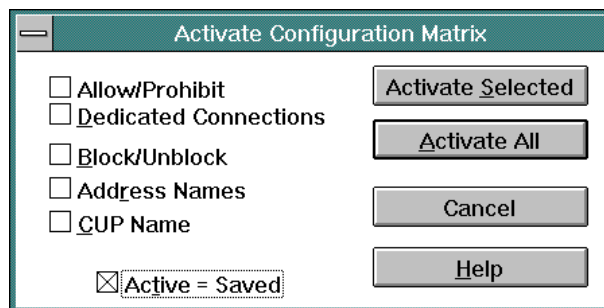 Activate Configuration Matrix
Allow/Prohibit
Dedicated Connections
Block/Unblock
Address Names
CUP Name
Active = Saved
Activate Selected
Activate All
Cancel
Help